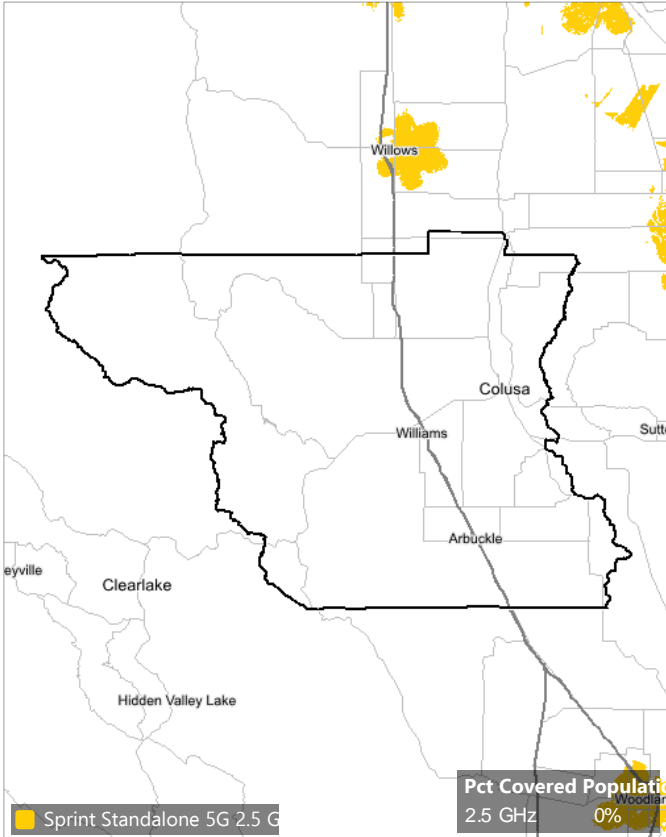 Willows
Colusa
Williams
Sutt
Arbuckle
eyville
Clearlake
Hidden Valley Lake
Pct Covered Populatio
Woodlan
2.5 GHz 0%
Sprint Standalone 5G 2.5 G